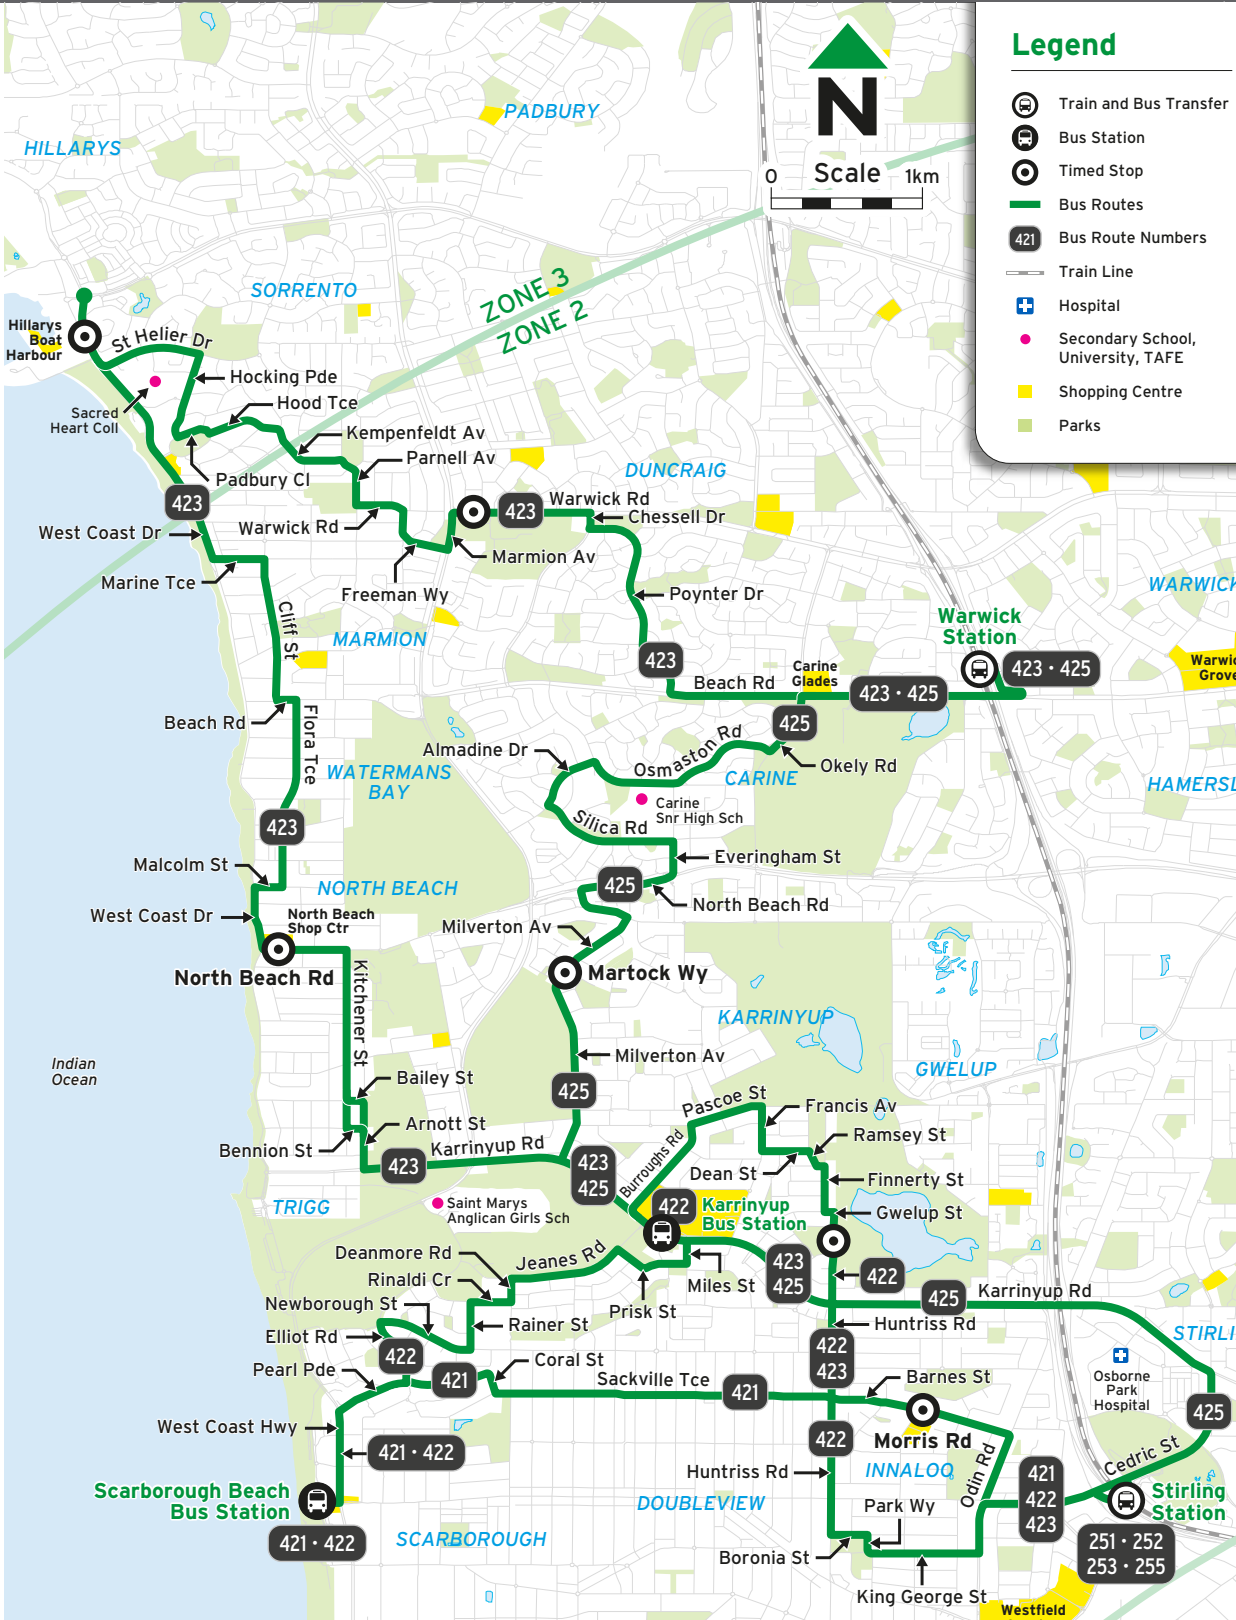 Legend
Train and Bus Transfer
Bus Station
Timed Stop
Bus Routes
421
Bus Route Numbers
Train Line
Hospital
Secondary School,
University, TAFE
Shopping Centre
Parks
N
0 Scale 1km
PADBURY
HILLARYS
SORRENTO
ZONE 3
ZONE 2
Hillarys
Boat
Harbour
St Helier Dr
Hocking Pde
Hood Tce
Sacred
Heart Coll
Kempenfeldt Av
Parnell Av
Padbury Cl
DUNCRAIG
423
Warwick Rd
423
Warwick Rd
Chessell Dr
West Coast Dr
Marmion Av
Marine Tce
Freeman Wy
Poynter Dr
WARWICK
Cliff St
MARMION
Warwick
Station
423
Carine
Glades
423 • 425
Warwick
Grove
Beach Rd
423 • 425
Beach Rd
Flora Tce
425
Almadine Dr
Osmaston Rd
Okely Rd
WATERMANS
BAY
CARINE
HAMERSL
Carine
Snr High Sch
423
Silica Rd
Everingham St
Malcolm St
NORTH BEACH
425
North Beach Rd
West Coast Dr
North Beach
Shop Ctr
Milverton Av
North Beach Rd
Martock Wy
Kitchener St
KARRINYUP
Indian
Ocean
Milverton Av
GWELUP
Bailey St
425
Pascoe St
Francis Av
Arnott St
Ramsey St
Bennion St
Karrinyup Rd
423
423
425
Burroughs Rd
Dean St
Finnerty St
TRIGG
Saint Marys
Anglican Girls Sch
422
Karrinyup
Bus Station
Gwelup St
Deanmore Rd
Jeanes Rd
Rinaldi Cr
Miles St
423
425
422
425
Karrinyup Rd
Newborough St
Prisk St
Elliot Rd
Rainer St
Huntriss Rd
STIRLI
422
422
423
Pearl Pde
421
Coral St
Sackville Tce
421
Barnes St
Osborne
Park
Hospital
West Coast Hwy
422
Morris Rd
425
421 • 422
Huntriss Rd
INNALOO
Odin Rd
Cedric St
Scarborough Beach
Bus Station
DOUBLEVIEW
Park Wy
421
422
423
Stirling
Station
421 • 422
SCARBOROUGH
Boronia St
251 • 252
253 • 255
King George St
Westfield